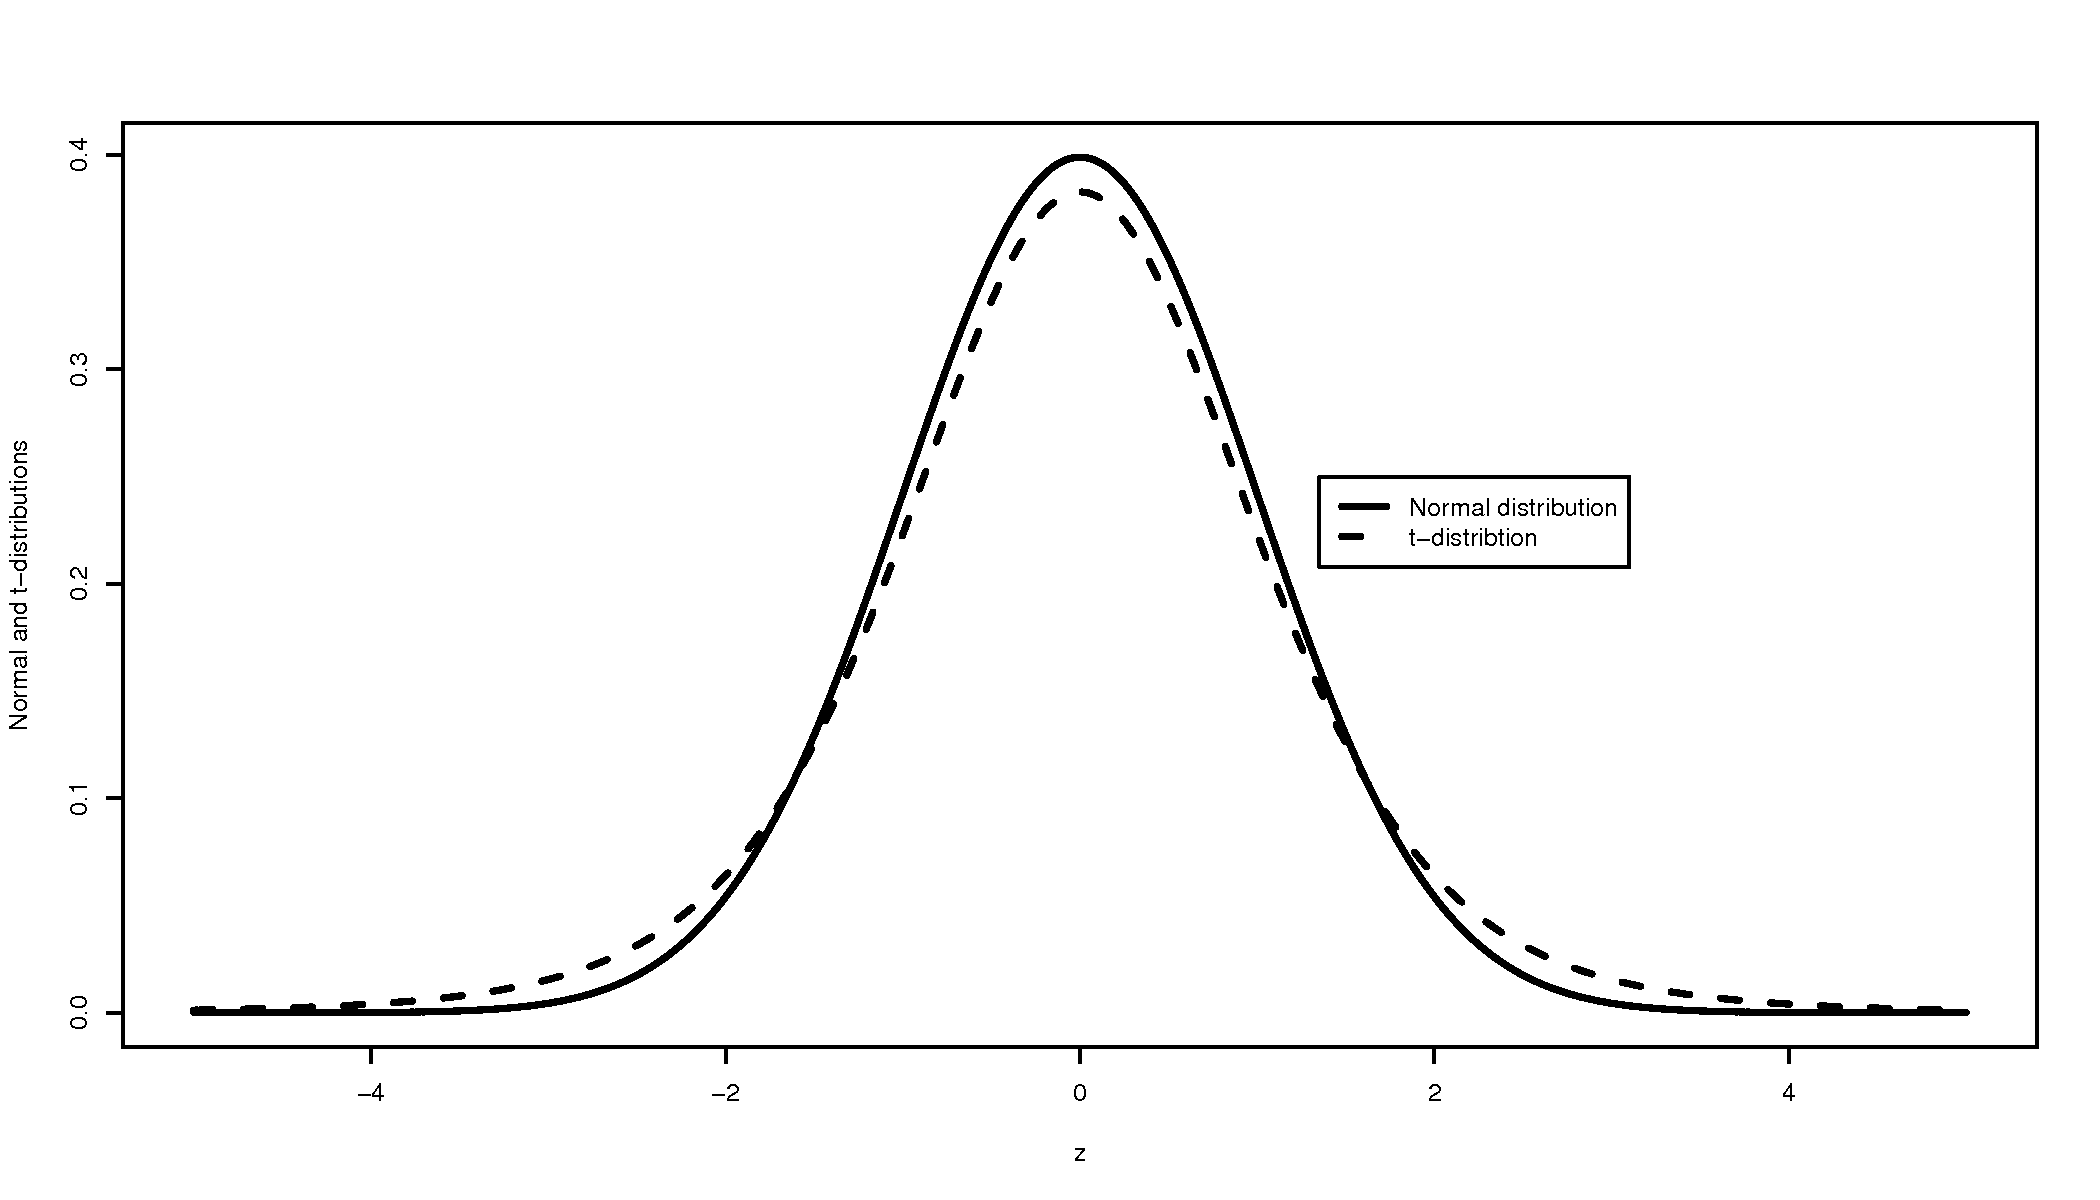 Normal and t−distributions
0.4
0.3
0.2
0.1
0.0
Normal distribution
t−distribtion
−4
−2
0
2
4
z